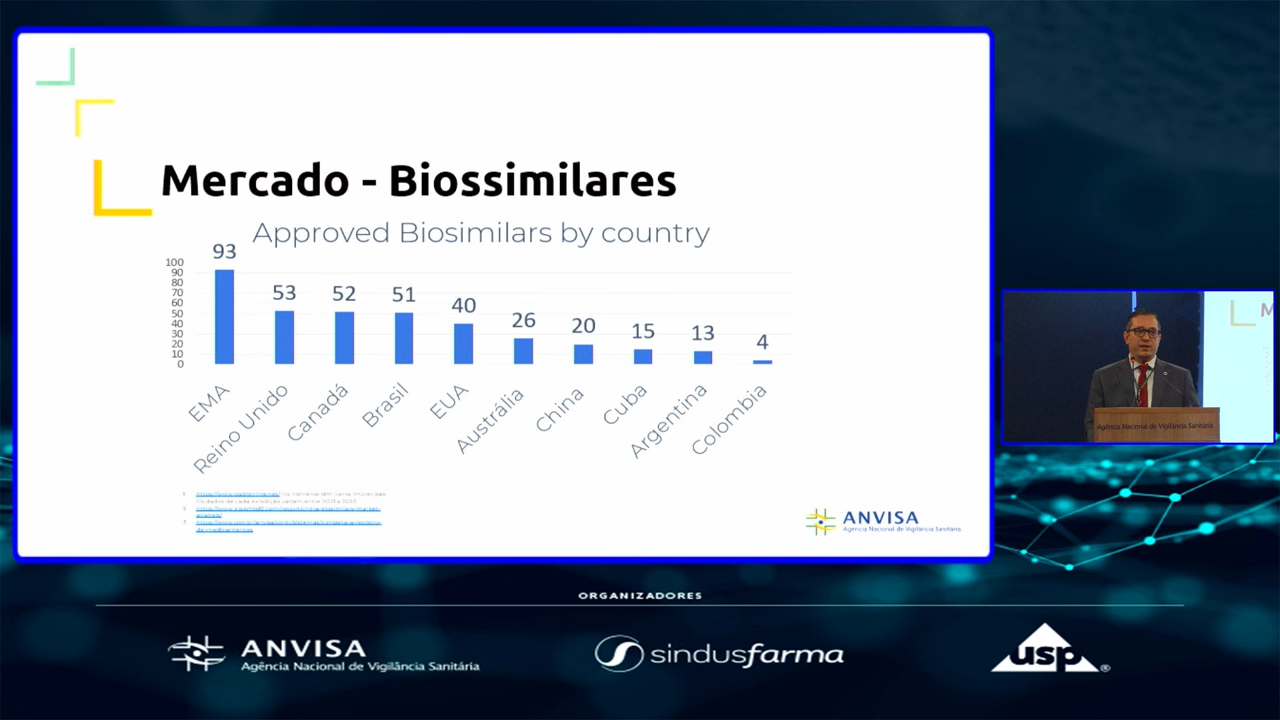 Mercado - Biossimilares
Approved Biosimilars by country
100
90
80
70
60
50
40
30
20
10
0
93
53
52
51
40
26
20
15
13
4
EMA
Reino Unido
Canadá
Brasil
EUA
Austrália
China
Cuba
Argentina
Colombia
1
2
3
ANVISA
Agência Nacional de Vigilância Sanitária
M
Agência Nacional de Vigilância Sanitária
ORGANIZADORES
ANVISA
Agência Nacional de Vigilância Sanitária
sindusfarma
usp®